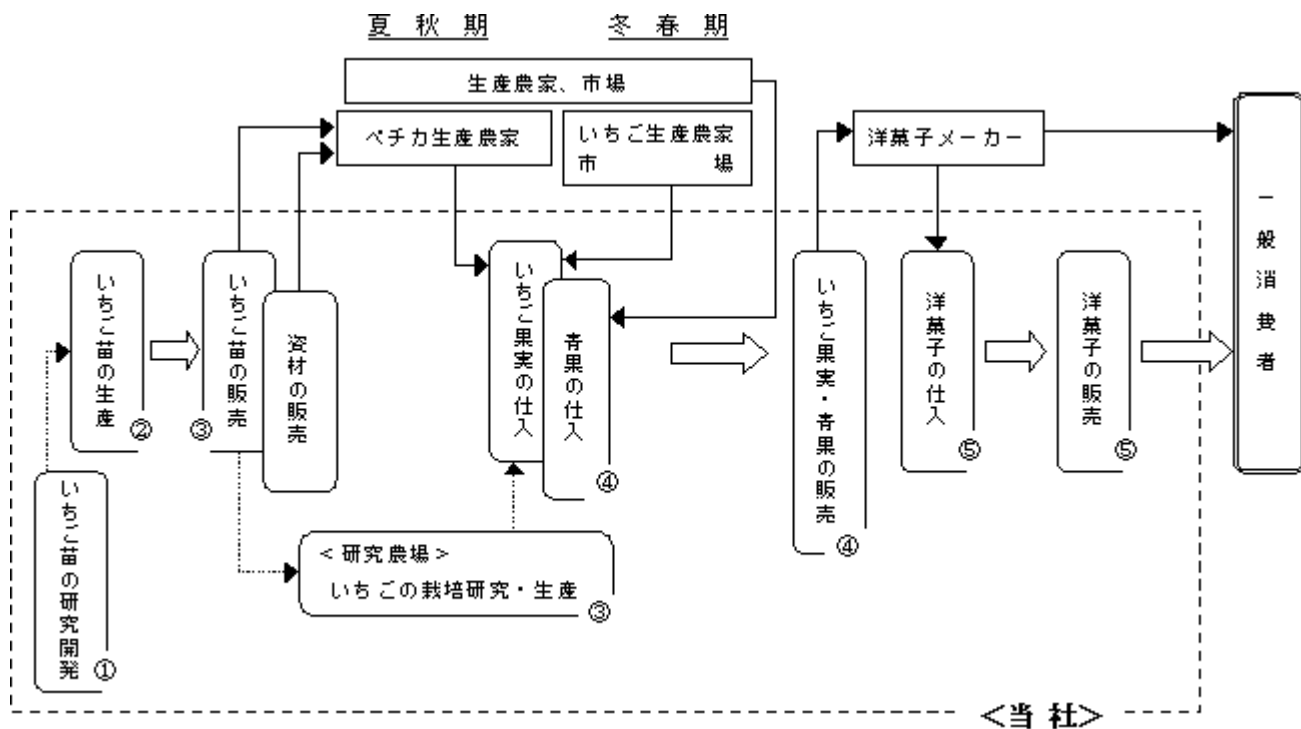 夏 秋 期
冬 春 期
生産農家、市場
ペチカ生産農家
いちご生産農家
市 場
洋菓子メーカー
一般消費者
いちご苗の生産
②
いちご苗の販売
③
資材の販売
いちご果実の仕入
青果の仕入
④
いちご果実・青果の販売
④
洋菓子の仕入
⑤
洋菓子の販売
⑤
いちご苗の研究開発
①
<研究農場>
いちごの栽培研究・生産
③
<当 社>